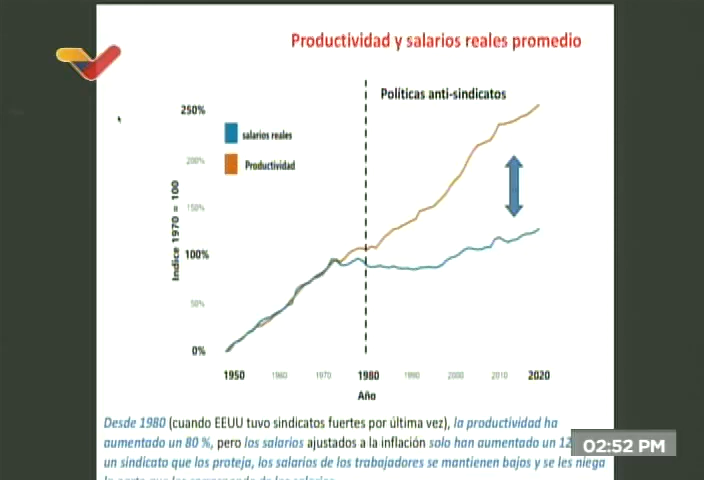 Productividad y salarios reales promedio
Políticas anti-sindicatos
250%
salarios reales
200%
Productividad
150%
Indice 1970 = 100
100%
50%
0%
1950 1960 1970 1980 1990 2000 2010 2020
Año
Desde 1980 (cuando EEUU tuvo sindicatos fuertes por última vez), la productividad ha
aumentado un 80 %, pero los salarios ajustados a la inflación solo han aumentado un 12
02:52 PM
un sindicato que los proteja, los salarios de los trabajadores se mantienen bajos y se les niega